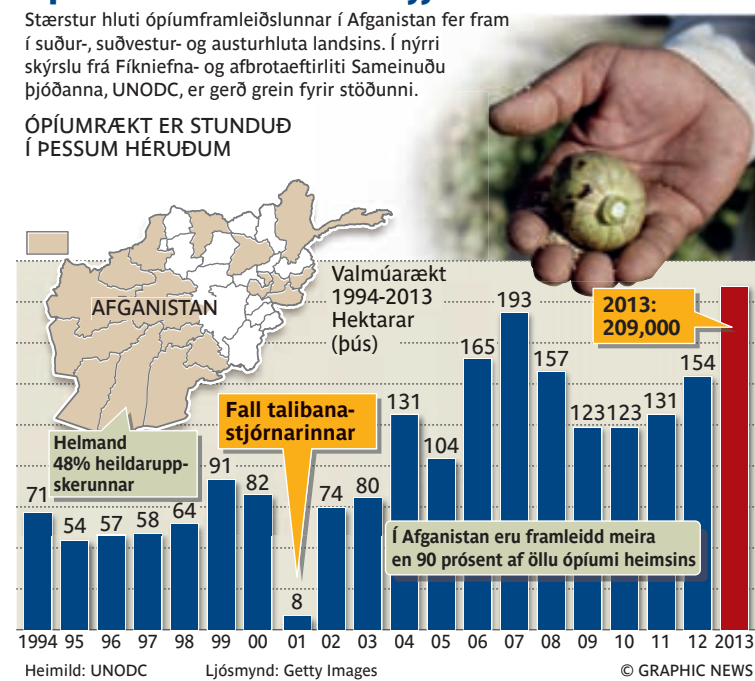 Stærstur hluti ópíumframleiðslunnar í Afganistan fer fram
í suður-, suðvestur- og austurhluta landsins. Í nýrri
skýrslu frá Fíkniefna- og afbrotaeftirliti Sameinuðu
þjóðanna, UNODC, er gerð grein fyrir stöðunni.
ÓPÍUMRÆKT ER STUNDUÐ
Í ÞESSUM HÉRUÐUM
AFGANISTAN
Valmúarækt
1994-2013
Hektarar
(þús)
2013:
209,000
Helmand
48% heildarupp-
skerunnar
Fall talibana-
stjórnarinnar
71
54
57
58
64
91
82
8
74
80
131
104
165
193
157
123
123
131
154
Í Afganistan eru framleidd meira
en 90 prósent af öllu ópíumi heimsins
1994 95 96 97 98 99 00 01 02 03 04 05 06 07 08 09 10 11 12 2013
Heimild: UNODC
Ljósmynd: Getty Images
© GRAPHIC NEWS